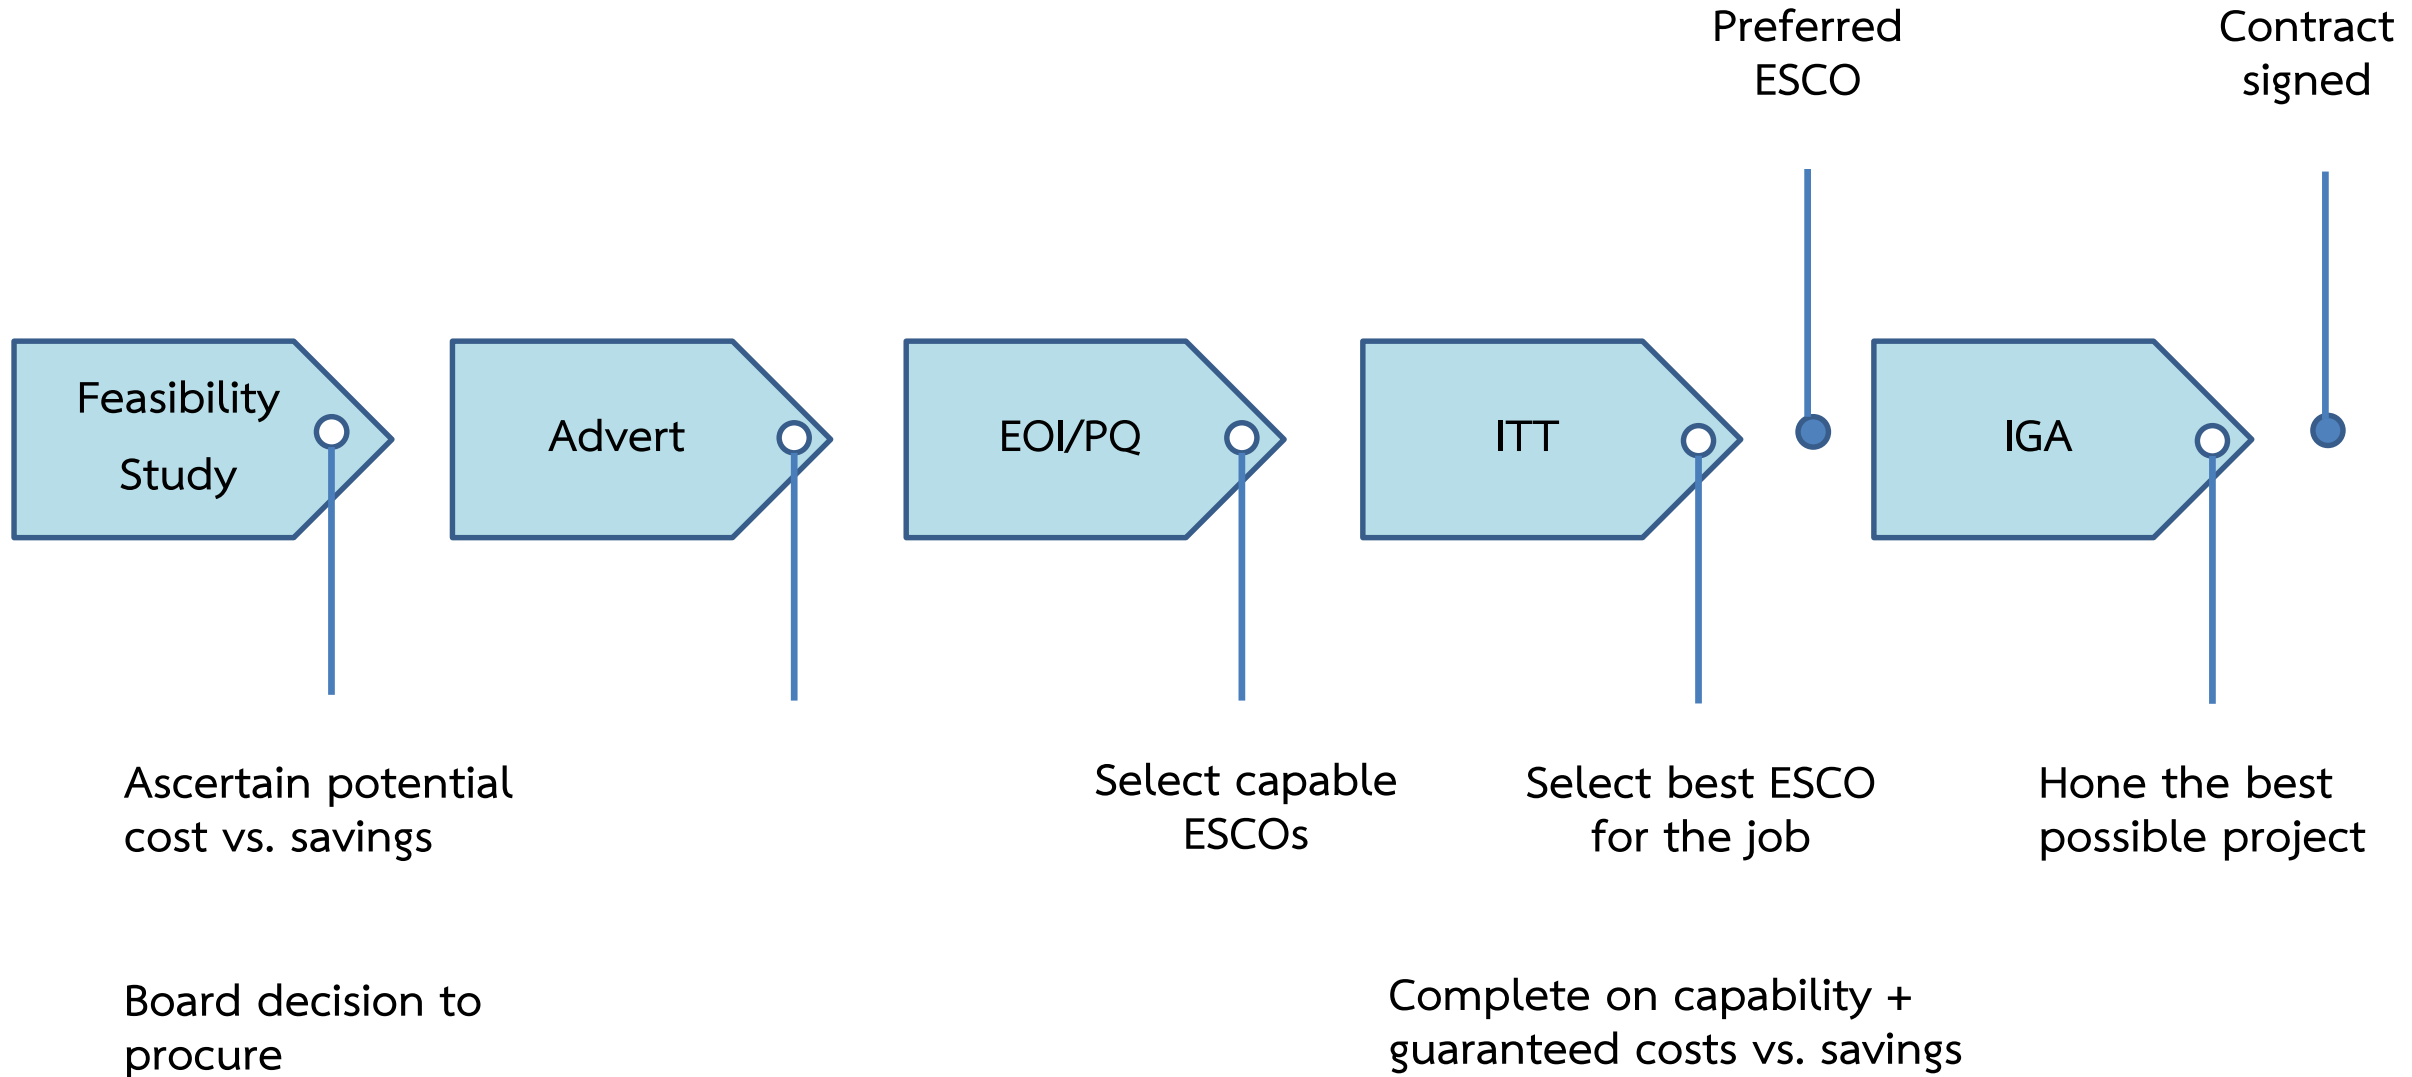 Preferred
ESCO
Contract
signed
Feasibility
Study
Advert
EOI/PQ
ITT
IGA
Ascertain potential
cost vs. savings
Select capable
ESCOs
Select best ESCO
for the job
Hone the best
possible project
Board decision to
procure
Complete on capability +
guaranteed costs vs. savings